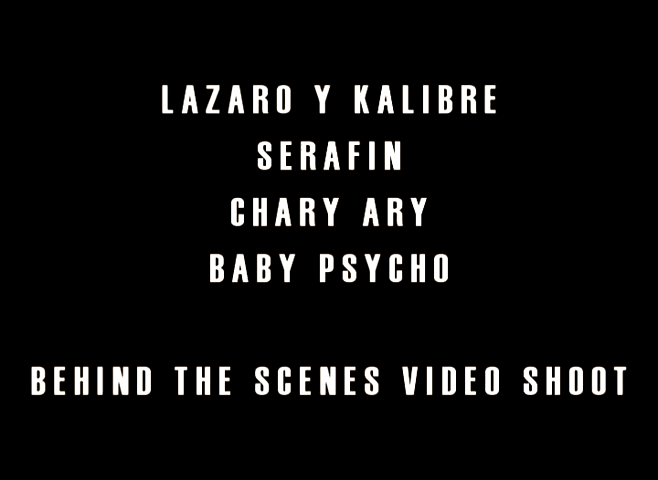 LAZARO Y KALIBRE
SERAFIN
CHARY ARY
BABY PSYCHO
BEHIND THE SCENES VIDEO SHOOT